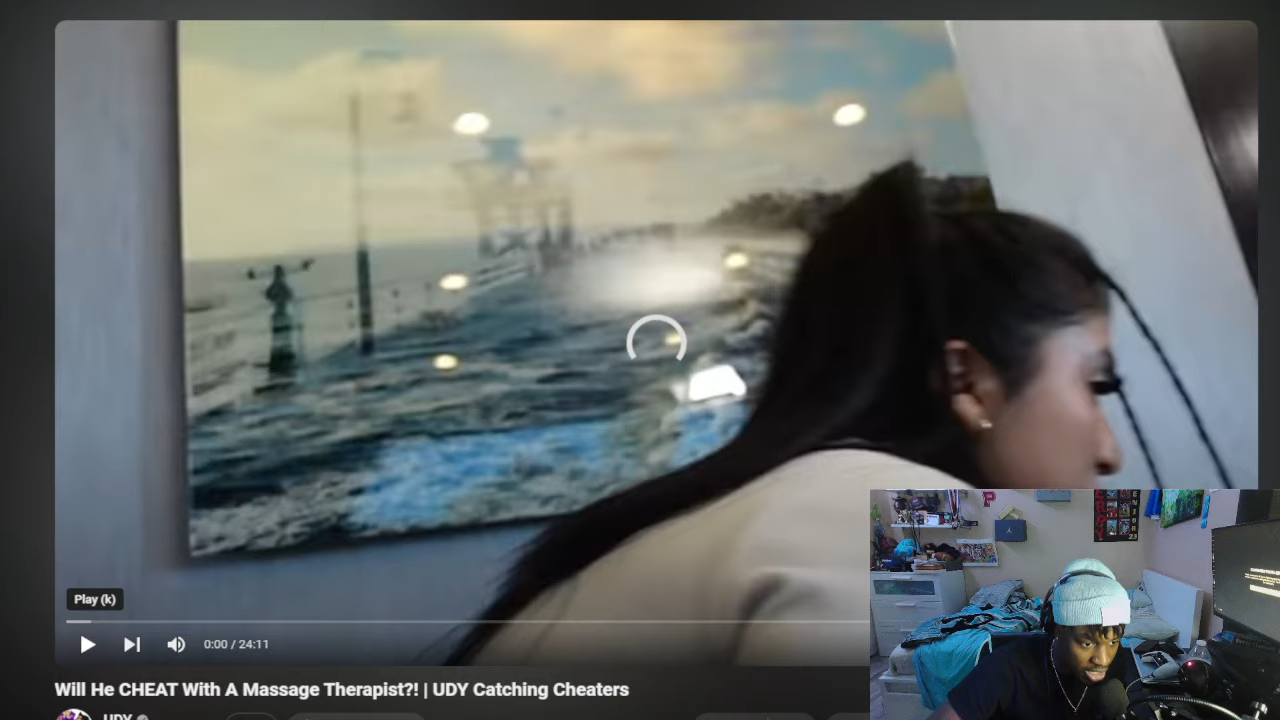 Play (k)
0:00 / 24:11
Will He CHEAT With A Massage Therapist?! | UDY Catching Cheaters
UDY